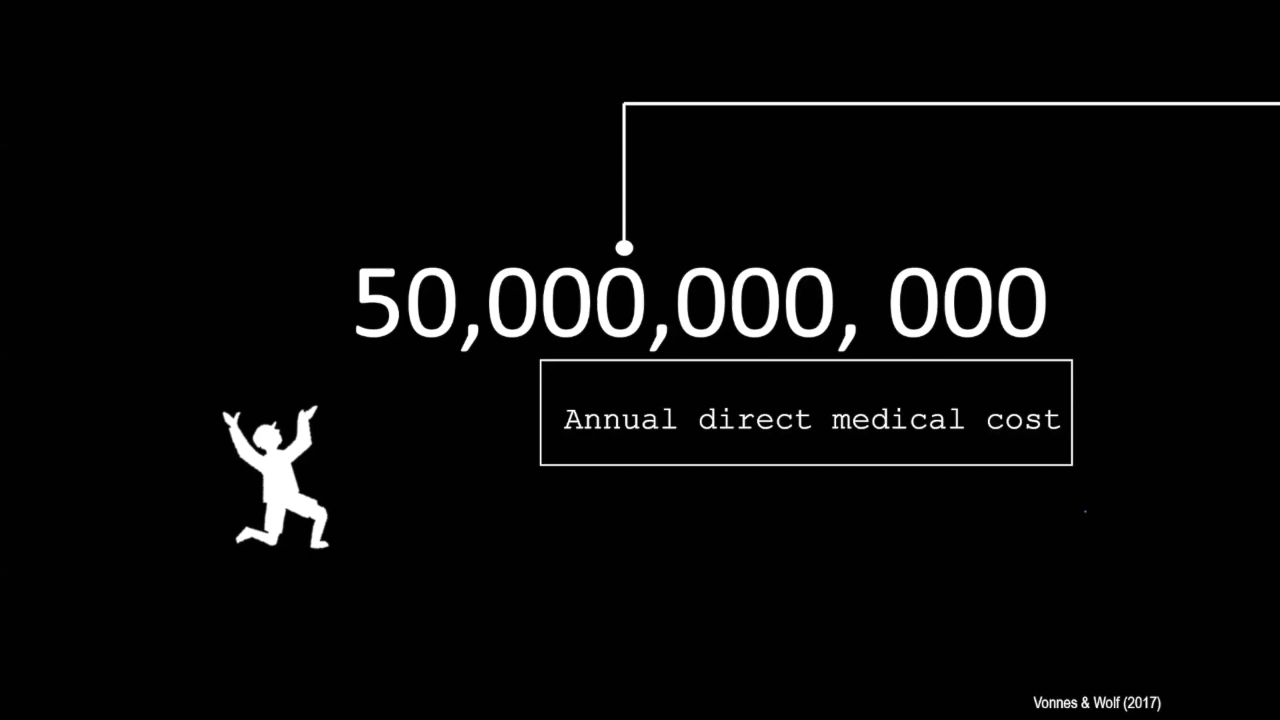 50,000,000, 000
Annual direct medical cost
Vonnes & Wolf (2017)